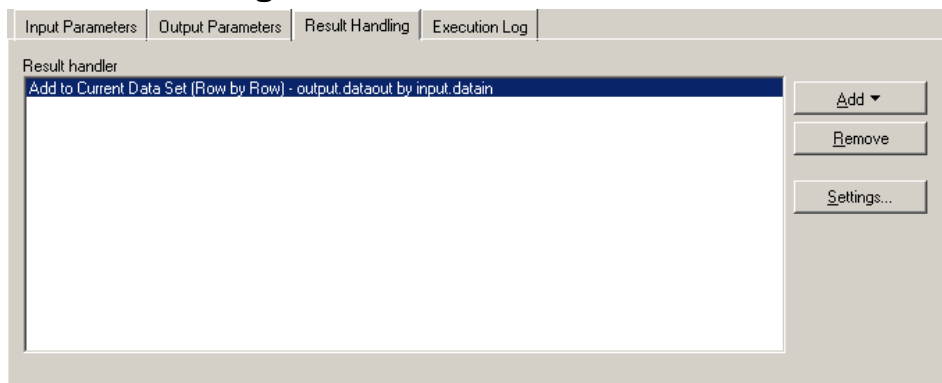 Input Parameters Output Parameters Result Handling Execution Log
Result handler
Add to Current Data Set (Row by Row) - output.dataout by input.datain
Add
Remove
Settings...